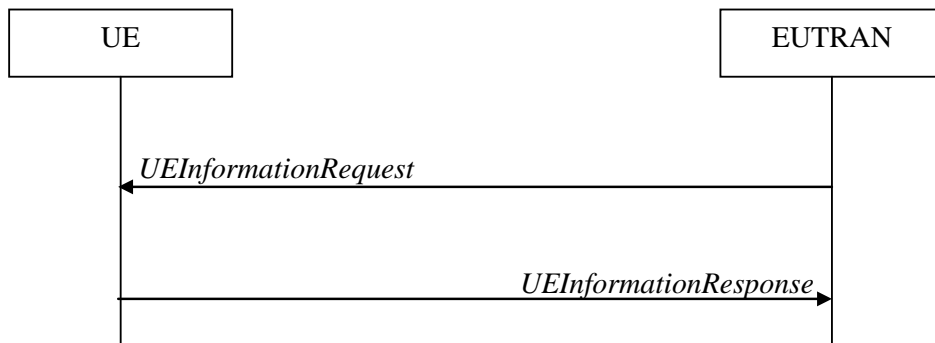 UE
EUTRAN
UEInformationRequest
UEInformationResponse